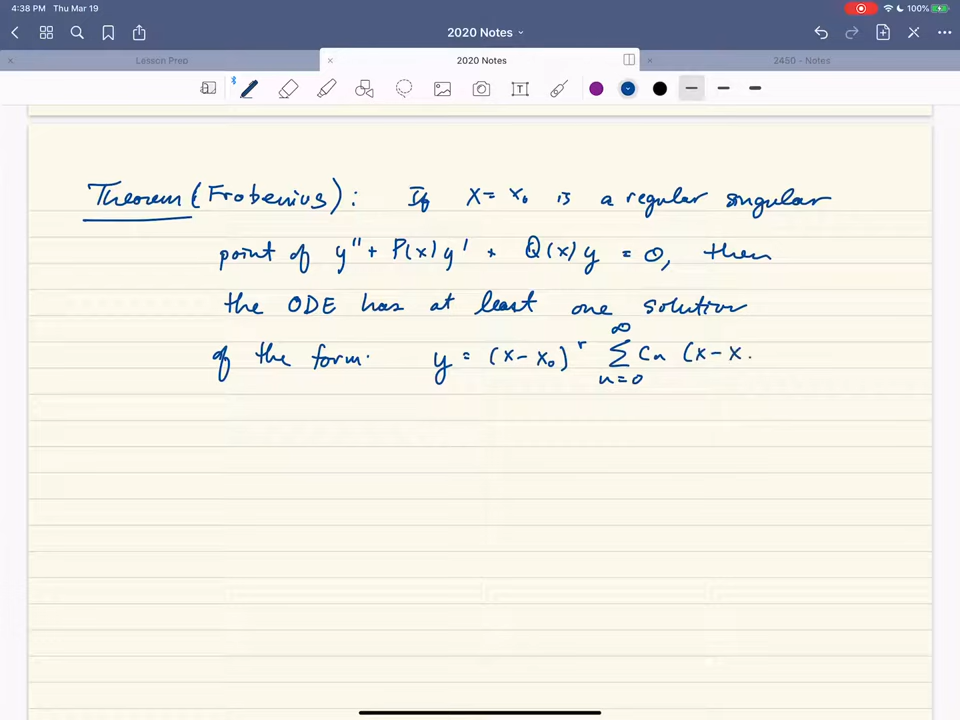 4:38 PM Thu Mar 19
100%
2020 Notes
Lesson Prep
2020 Notes
2450 - Notes
Theorem (Frobenius): If x = x₀ is a regular singular
point of y'' + P(x)y' + Q(x)y = 0, then
the ODE has at least one solution
of the form. y = (x - x₀)^r ∑_{n=0}^∞ Cn (x - x